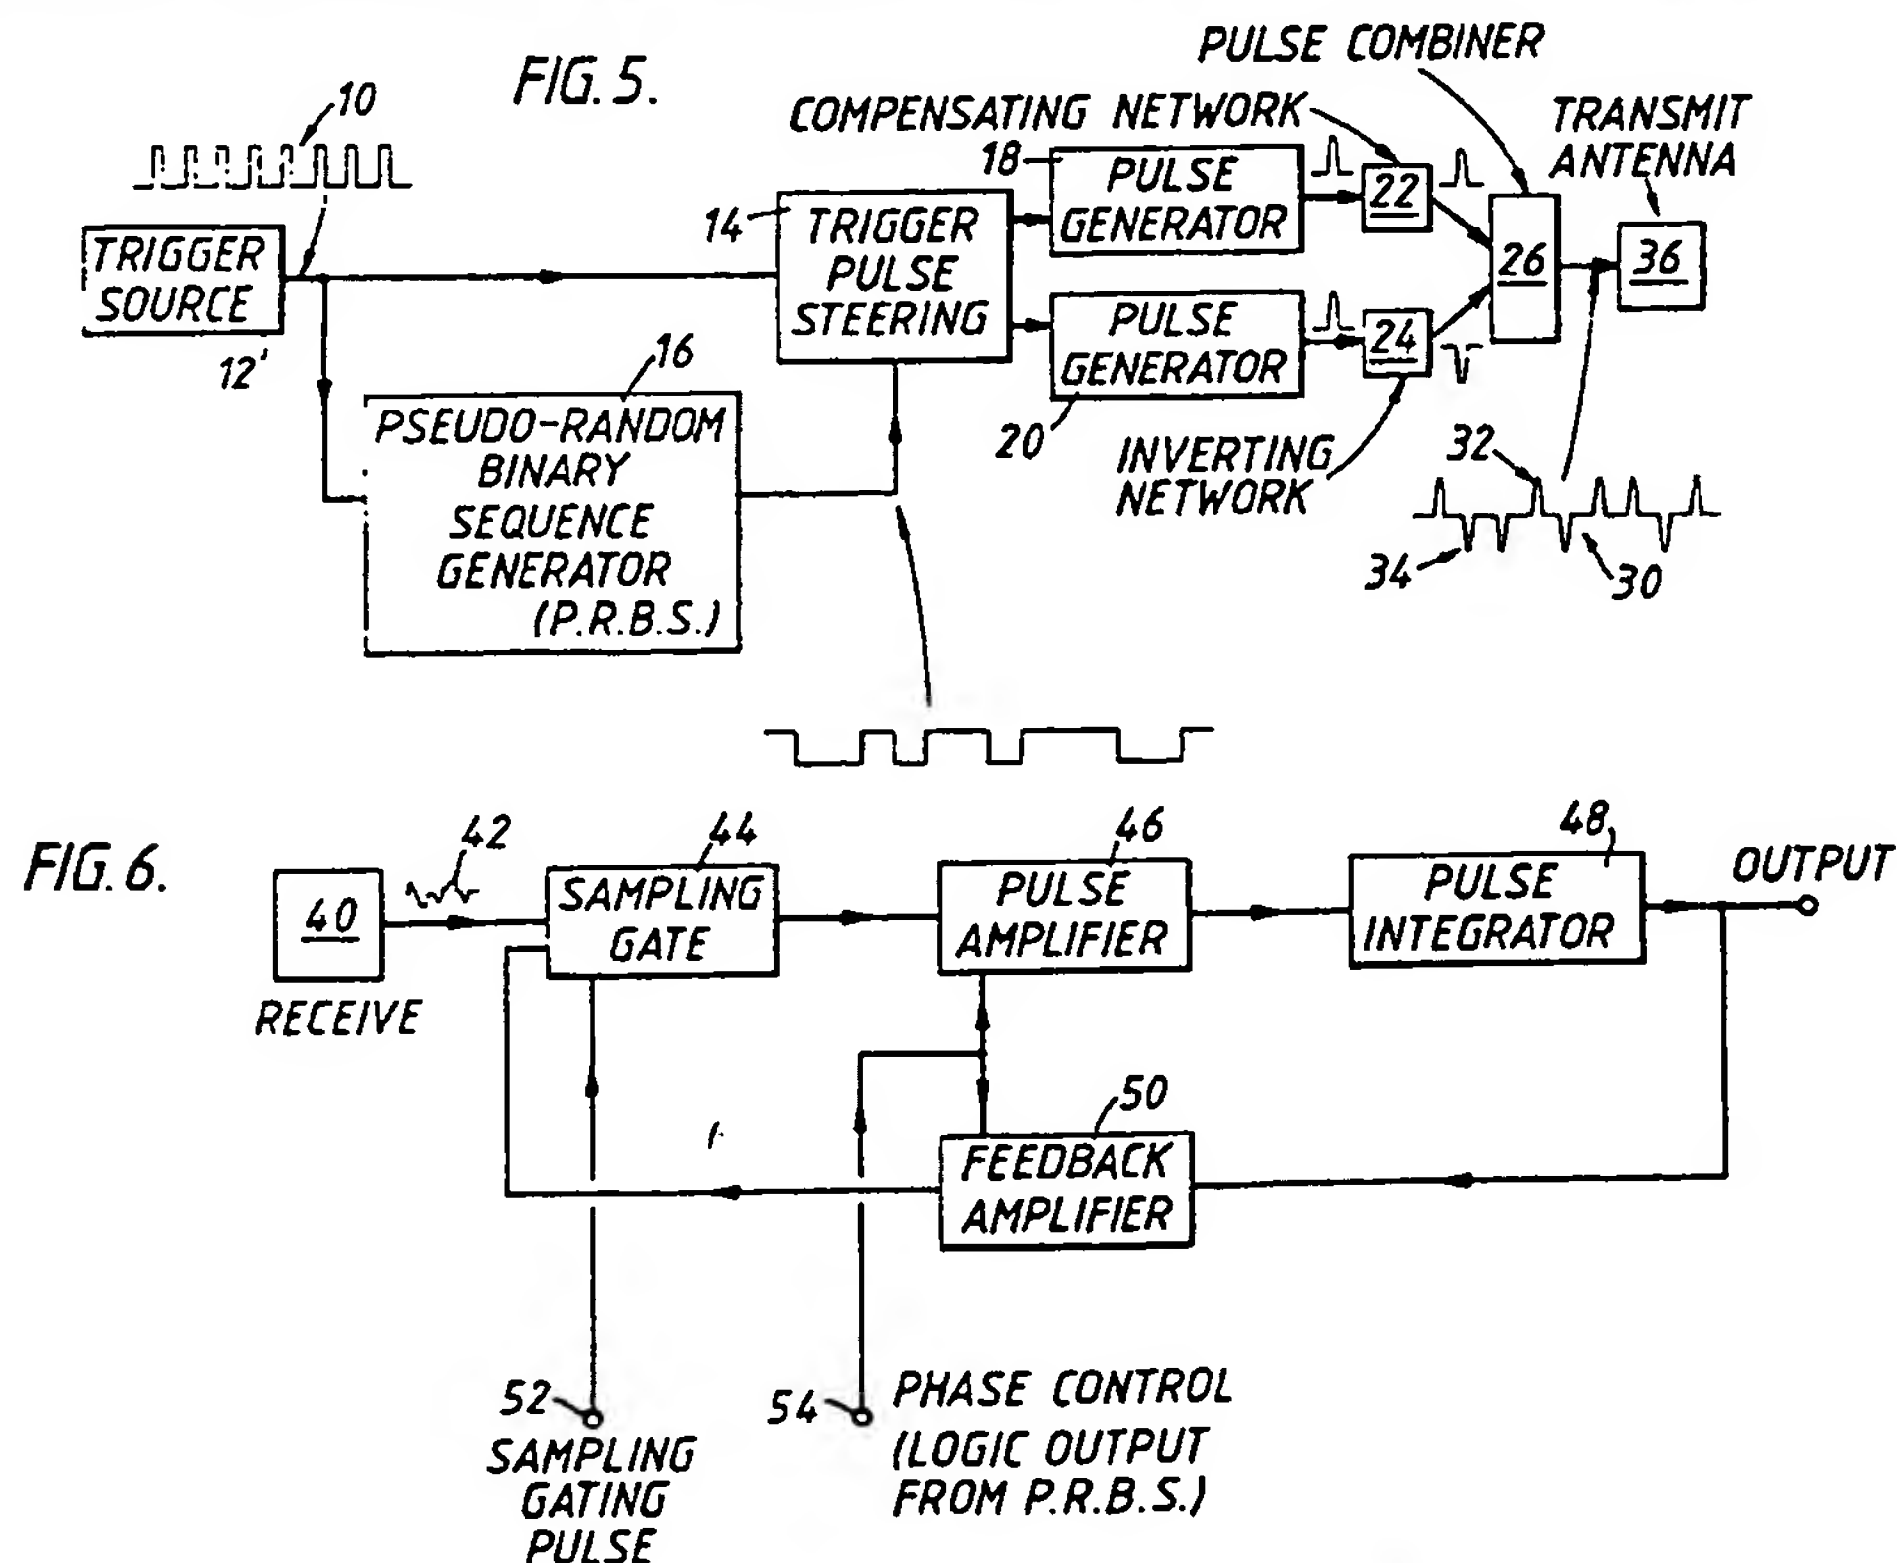 FIG. 5.
10
PULSE COMBINER
COMPENSATING NETWORK
TRANSMIT
ANTENNA
TRIGGER
SOURCE
12'
14
TRIGGER
PULSE
STEERING
18
PULSE
GENERATOR
22
26
36
PULSE
GENERATOR
20
24
INVERTING
NETWORK
16
PSEUDO-RANDOM
BINARY
SEQUENCE
GENERATOR
(P.R.B.S.)
32
34
30
FIG. 6.
40
RECEIVE
42
44
SAMPLING
GATE
46
PULSE
AMPLIFIER
48
PULSE
INTEGRATOR
OUTPUT
50
FEEDBACK
AMPLIFIER
52
SAMPLING
GATING
PULSE
54
PHASE CONTROL
(LOGIC OUTPUT
FROM P.R.B.S.)